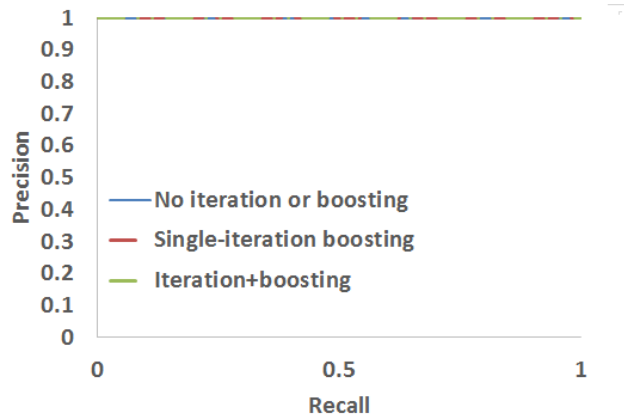 1
0.9
0.8
0.7
0.6
0.5
0.4
0.3
0.2
0.1
0
Precision
No iteration or boosting
Single-iteration boosting
Iteration+boosting
0 0.5 1
Recall